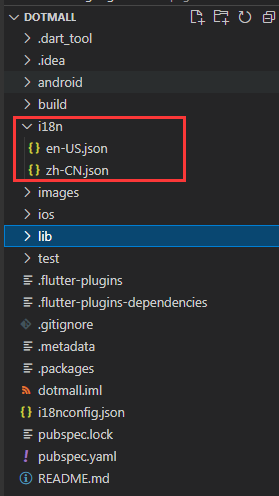 DOTMALL
.dart_tool
.idea
android
build
i18n
{} en-US.json
{} zh-CN.json
images
ios
lib
test
.flutter-plugins
.flutter-plugins-dependencies
.gitignore
.metadata
.packages
dotmall.iml
{} i18nconfig.json
pubspec.lock
! pubspec.yaml
README.md